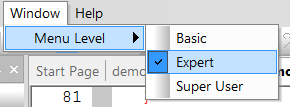 Window Help
Menu Level
Basic
Expert
Super User
Start Page demo
81